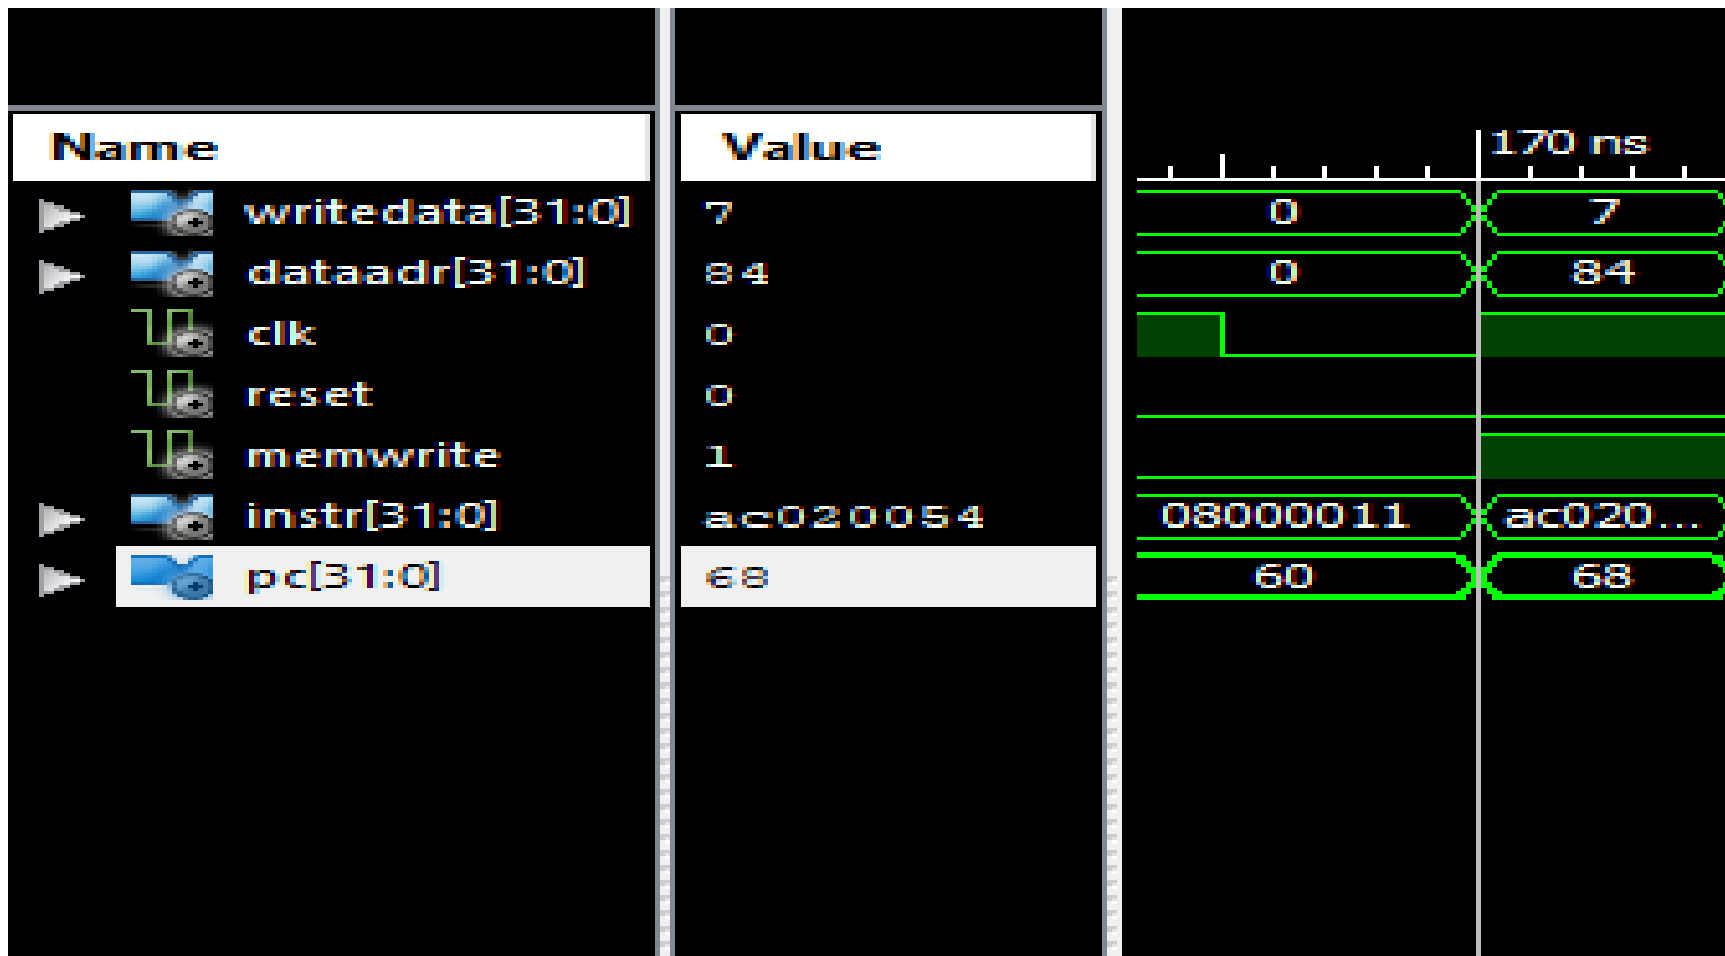 Name Value 170 ns
writedata[31:0] 7 0 7
dataadr[31:0] 84 0 84
clk 0
reset 0
memwrite 1
instr[31:0] ac020054 08000011 ac020...
pc[31:0] 68 60 68